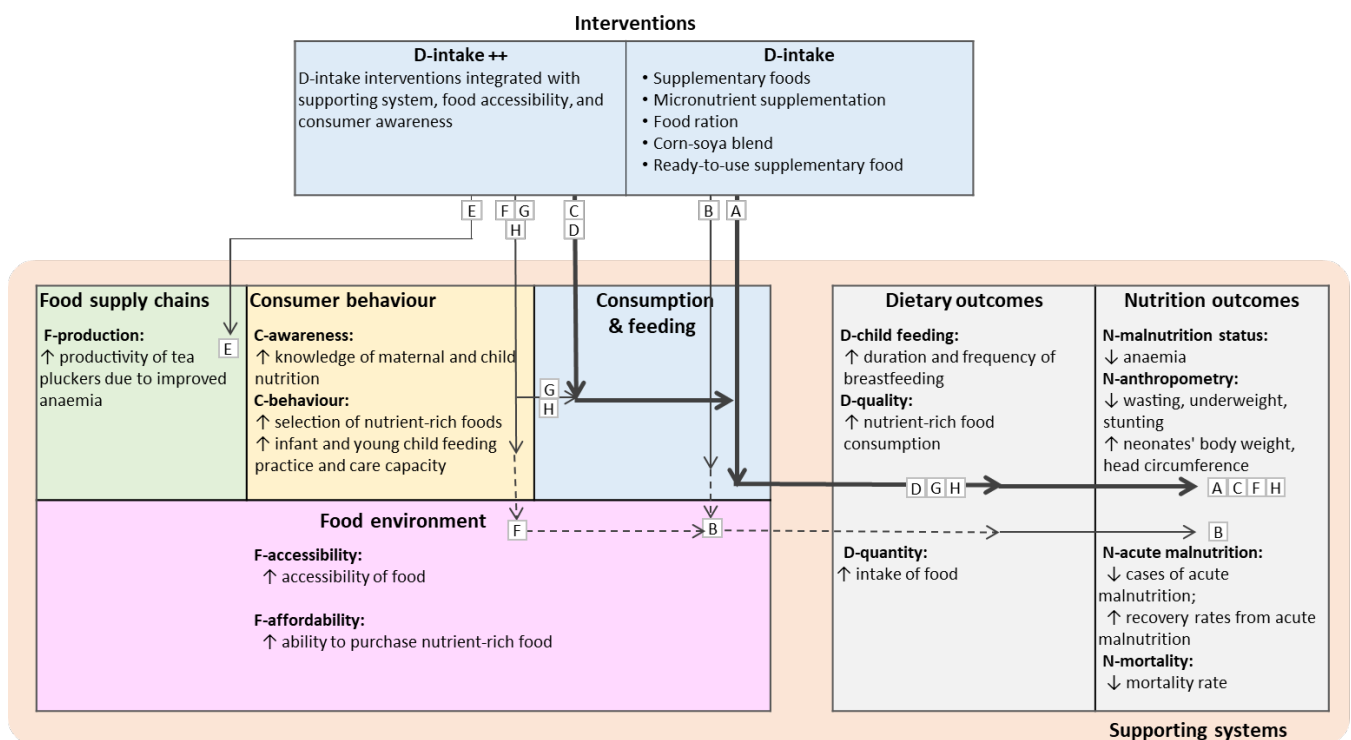 Interventions
D-intake ++
D-intake interventions integrated with
supporting system, food accessibility, and
consumer awareness
D-intake
• Supplementary foods
• Micronutrient supplementation
• Food ration
• Corn-soya blend
• Ready-to-use supplementary food
E
F G
H
C
D
B
A
Food supply chains
F-production:
↑ productivity of tea
pluckers due to improved
anaemia
E
Consumer behaviour
C-awareness:
↑ knowledge of maternal and child
nutrition
C-behaviour:
↑ selection of nutrient-rich foods
↑ infant and young child feeding
practice and care capacity
Consumption
& feeding
G
H
Food environment
F
B
F-accessibility:
↑ accessibility of food
F-affordability:
↑ ability to purchase nutrient-rich food
Dietary outcomes
D-child feeding:
↑ duration and frequency of
breastfeeding
D-quality:
↑ nutrient-rich food
consumption
D G H
D-quantity:
↑ intake of food
Nutrition outcomes
N-malnutrition status:
↓ anaemia
N-anthropometry:
↓ wasting, underweight,
stunting
↑ neonates' body weight,
head circumference
A C F H
B
N-acute malnutrition:
↓ cases of acute
malnutrition;
↑ recovery rates from acute
malnutrition
N-mortality:
↓ mortality rate
Supporting systems